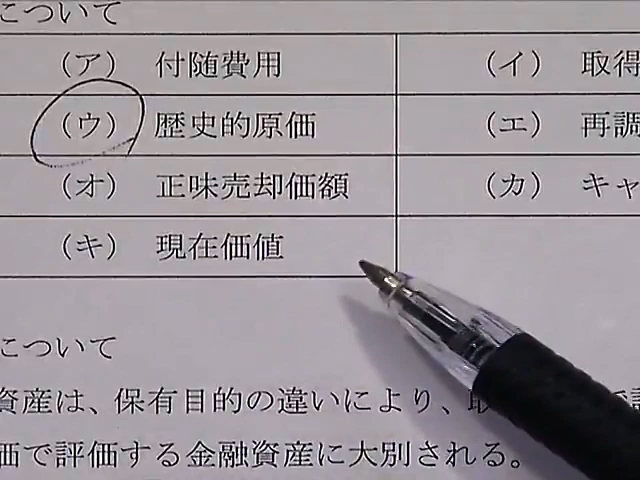 について
（ア） 付随費用 （イ） 取得
（ウ） 歴史的原価 （エ） 再調
（オ） 正味売却価額 （カ） キャ
（キ） 現在価値
について
資産は、保有目的の違いにより、
価で評価する金融資産に大別される。